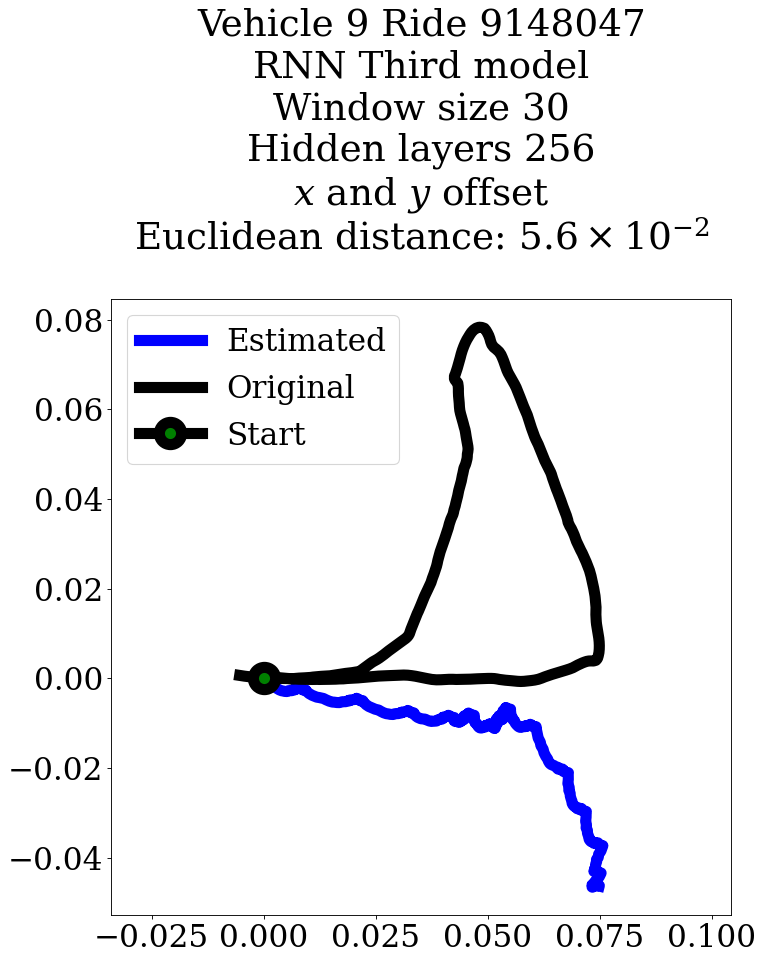 Vehicle 9 Ride 9148047
RNN Third model
Window size 30
Hidden layers 256
x and y offset
Euclidean distance: 5.6 × 10⁻²
Estimated
Original
Start
0.08
0.06
0.04
0.02
0.00
−0.02
−0.04
−0.025 0.000 0.025 0.050 0.075 0.100